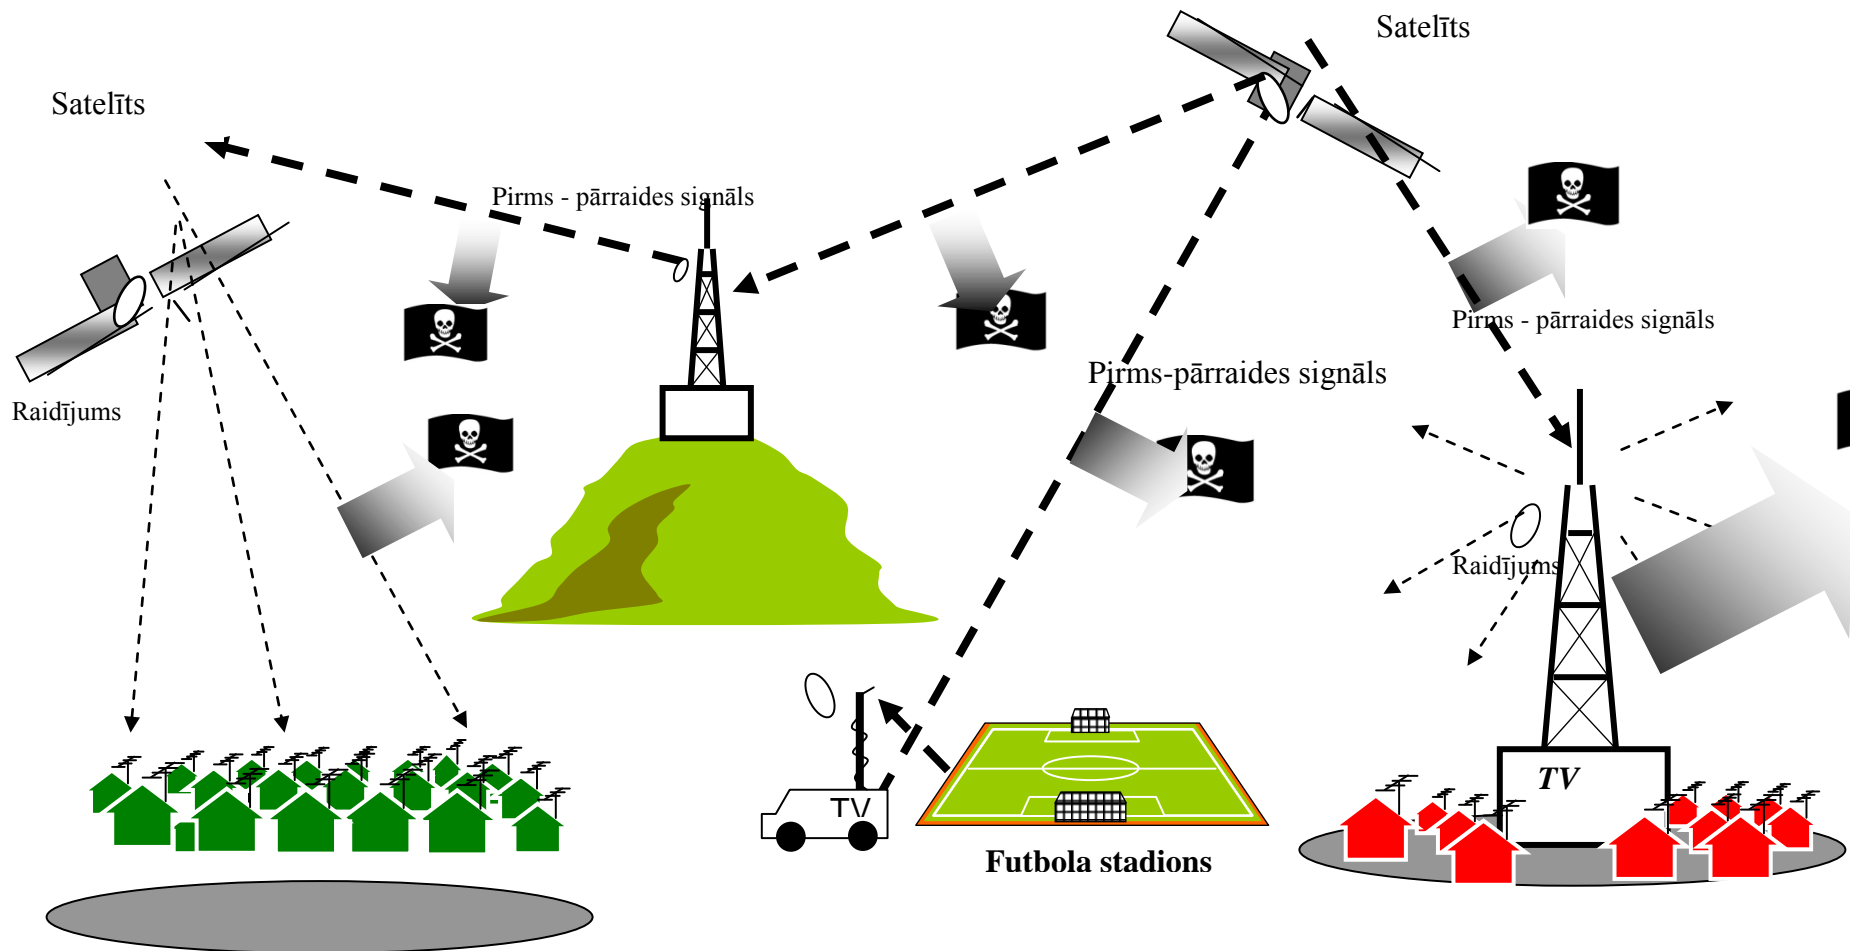 Satelīts
Satelīts
Pirms - pārraides signāls
Pirms - pārraides signāls
Pirms-pārraides signāls
Raidījums
Raidījums
TV
TV
Futbola stadions